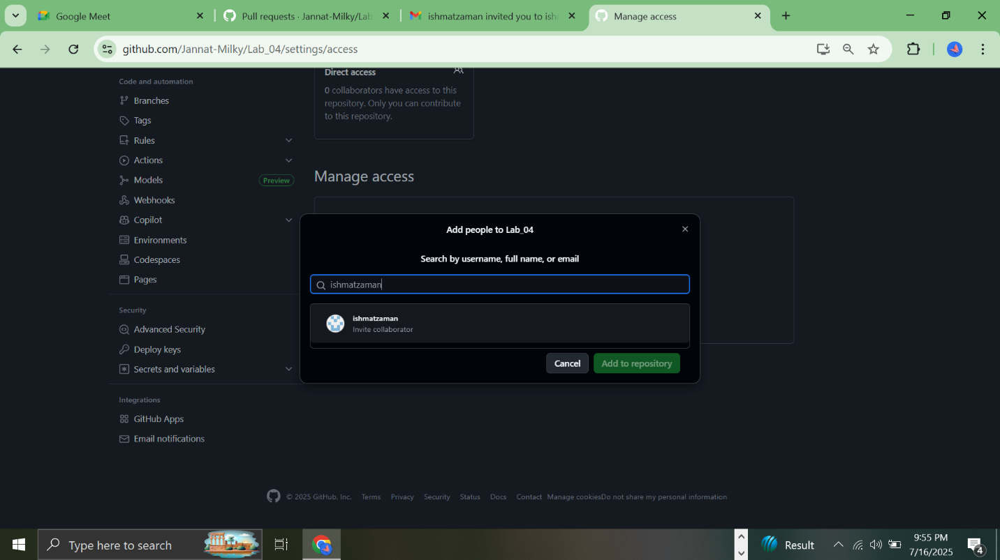 Google Meet
Pull requests · Jannat-Milky/Lab
ishmatzaman invited you to ish
Manage access
github.com/Jannat-Milky/Lab_04/settings/access
Code and automation
Branches
Tags
Rules
Actions
Models
Preview
Webhooks
Copilot
Environments
Codespaces
Pages
Security
Advanced Security
Deploy keys
Secrets and variables
Integrations
GitHub Apps
Email notifications
Direct access
0 collaborators have access to this
repository. Only you can contribute
to this repository.
Manage access
Add people to Lab_04
Search by username, full name, or email
ishmatzaman
ishmatzaman
Invite collaborator
Cancel
Add to repository
© 2025 GitHub, Inc. Terms Privacy Security Status Docs Contact Manage cookies Do not share my personal information
Type here to search
Result
9:55 PM
7/16/2025
4